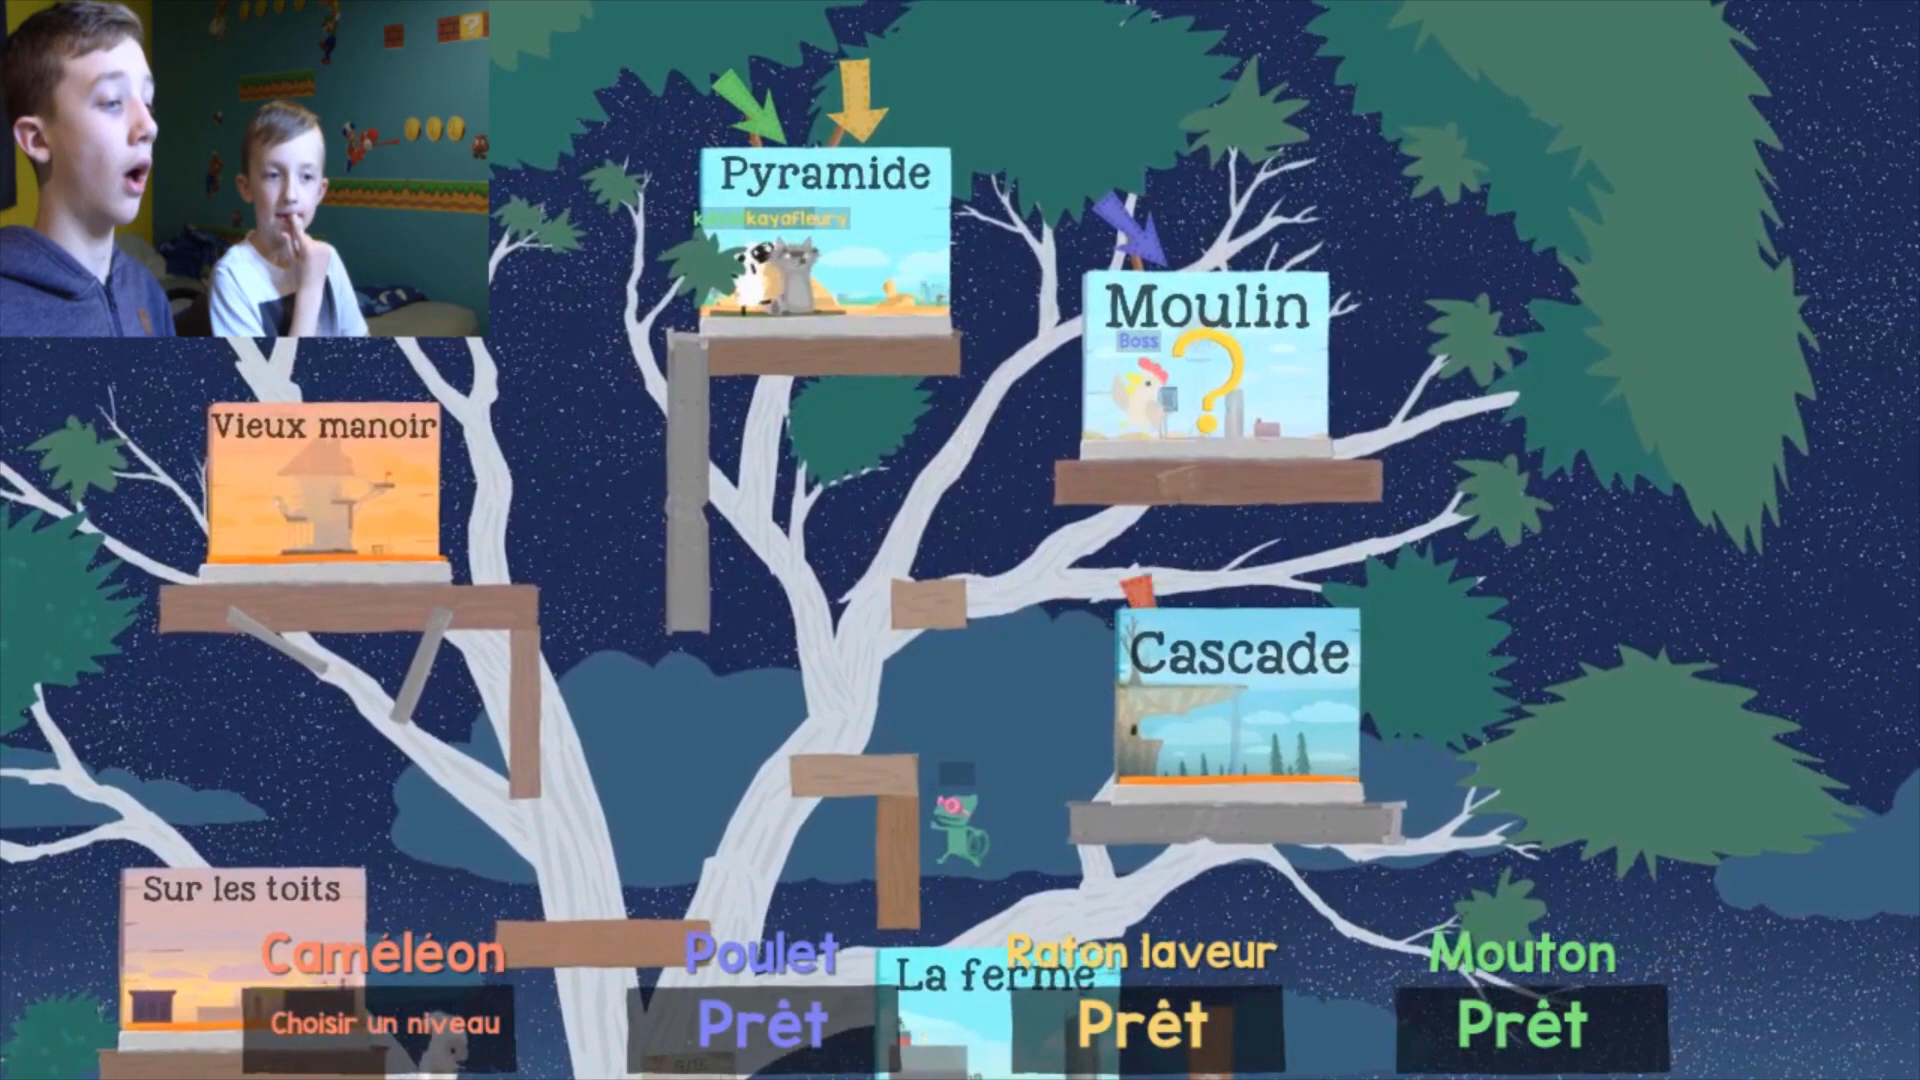 Pyramide
kayafleury
Moulin
Boss
Vieux manoir
Cascade
Sur les toits
La ferme
Caméléon
Choisir un niveau
Poulet
Prêt
Raton laveur
Prêt
Mouton
Prêt